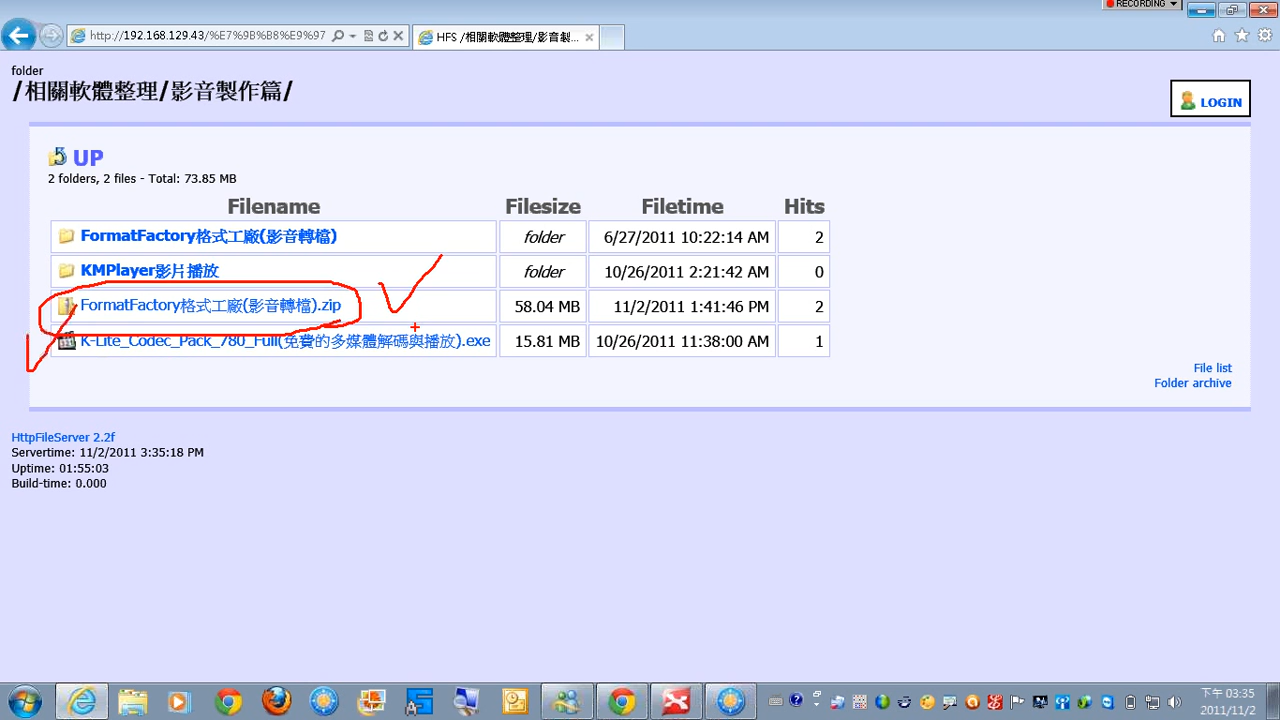 RECORDING
http://192.168.129.43/%E7%9B%B8%E9%97
HFS /相關軟體整理/影音製...
folder
/相關軟體整理/影音製作篇/
LOGIN
UP
2 folders, 2 files - Total: 73.85 MB
Filename Filesize Filetime Hits
FormatFactory格式工廠(影音轉檔) folder 6/27/2011 10:22:14 AM 2
KMPlayer影片播放 folder 10/26/2011 2:21:42 AM 0
FormatFactory格式工廠(影音轉檔).zip 58.04 MB 11/2/2011 1:41:46 PM 2
K-Lite_Codec_Pack_780_Full(免費的多媒體解碼與播放).exe 15.81 MB 10/26/2011 11:38:00 AM 1
File list
Folder archive
HttpFileServer 2.2f
Servertime: 11/2/2011 3:35:18 PM
Uptime: 01:55:03
Build-time: 0.000
下午 03:35
2011/11/2